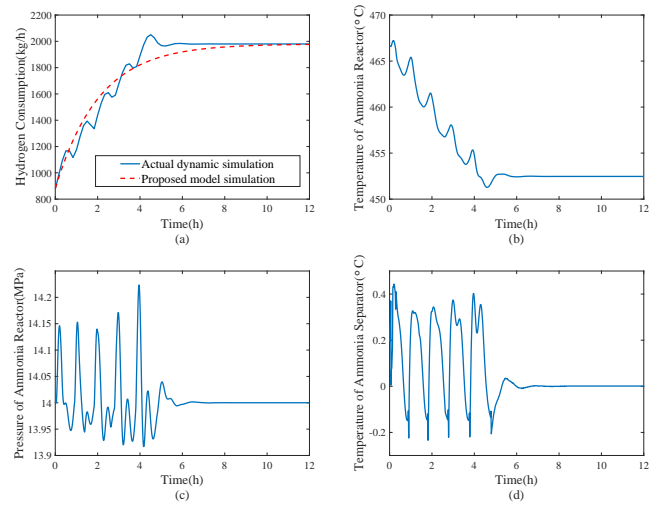 2200
2000
1800
1600
1400
1200
1000
800
0 2 4 6 8 10 12
Hydrogen Consumption(kg/h)
Actual dynamic simulation
Proposed model simulation
Time(h)
(a)
470
465
460
455
450
0 2 4 6 8 10 12
Temperature of Ammonia Reactor(°C)
Time(h)
(b)
14.2
14.15
14.1
14.05
14
13.95
13.9
0 2 4 6 8 10 12
Pressure of Ammonia Reactor(MPa)
Time(h)
(c)
0.4
0.2
0
-0.2
0 2 4 6 8 10 12
Temperature of Ammonia Separator(°C)
Time(h)
(d)